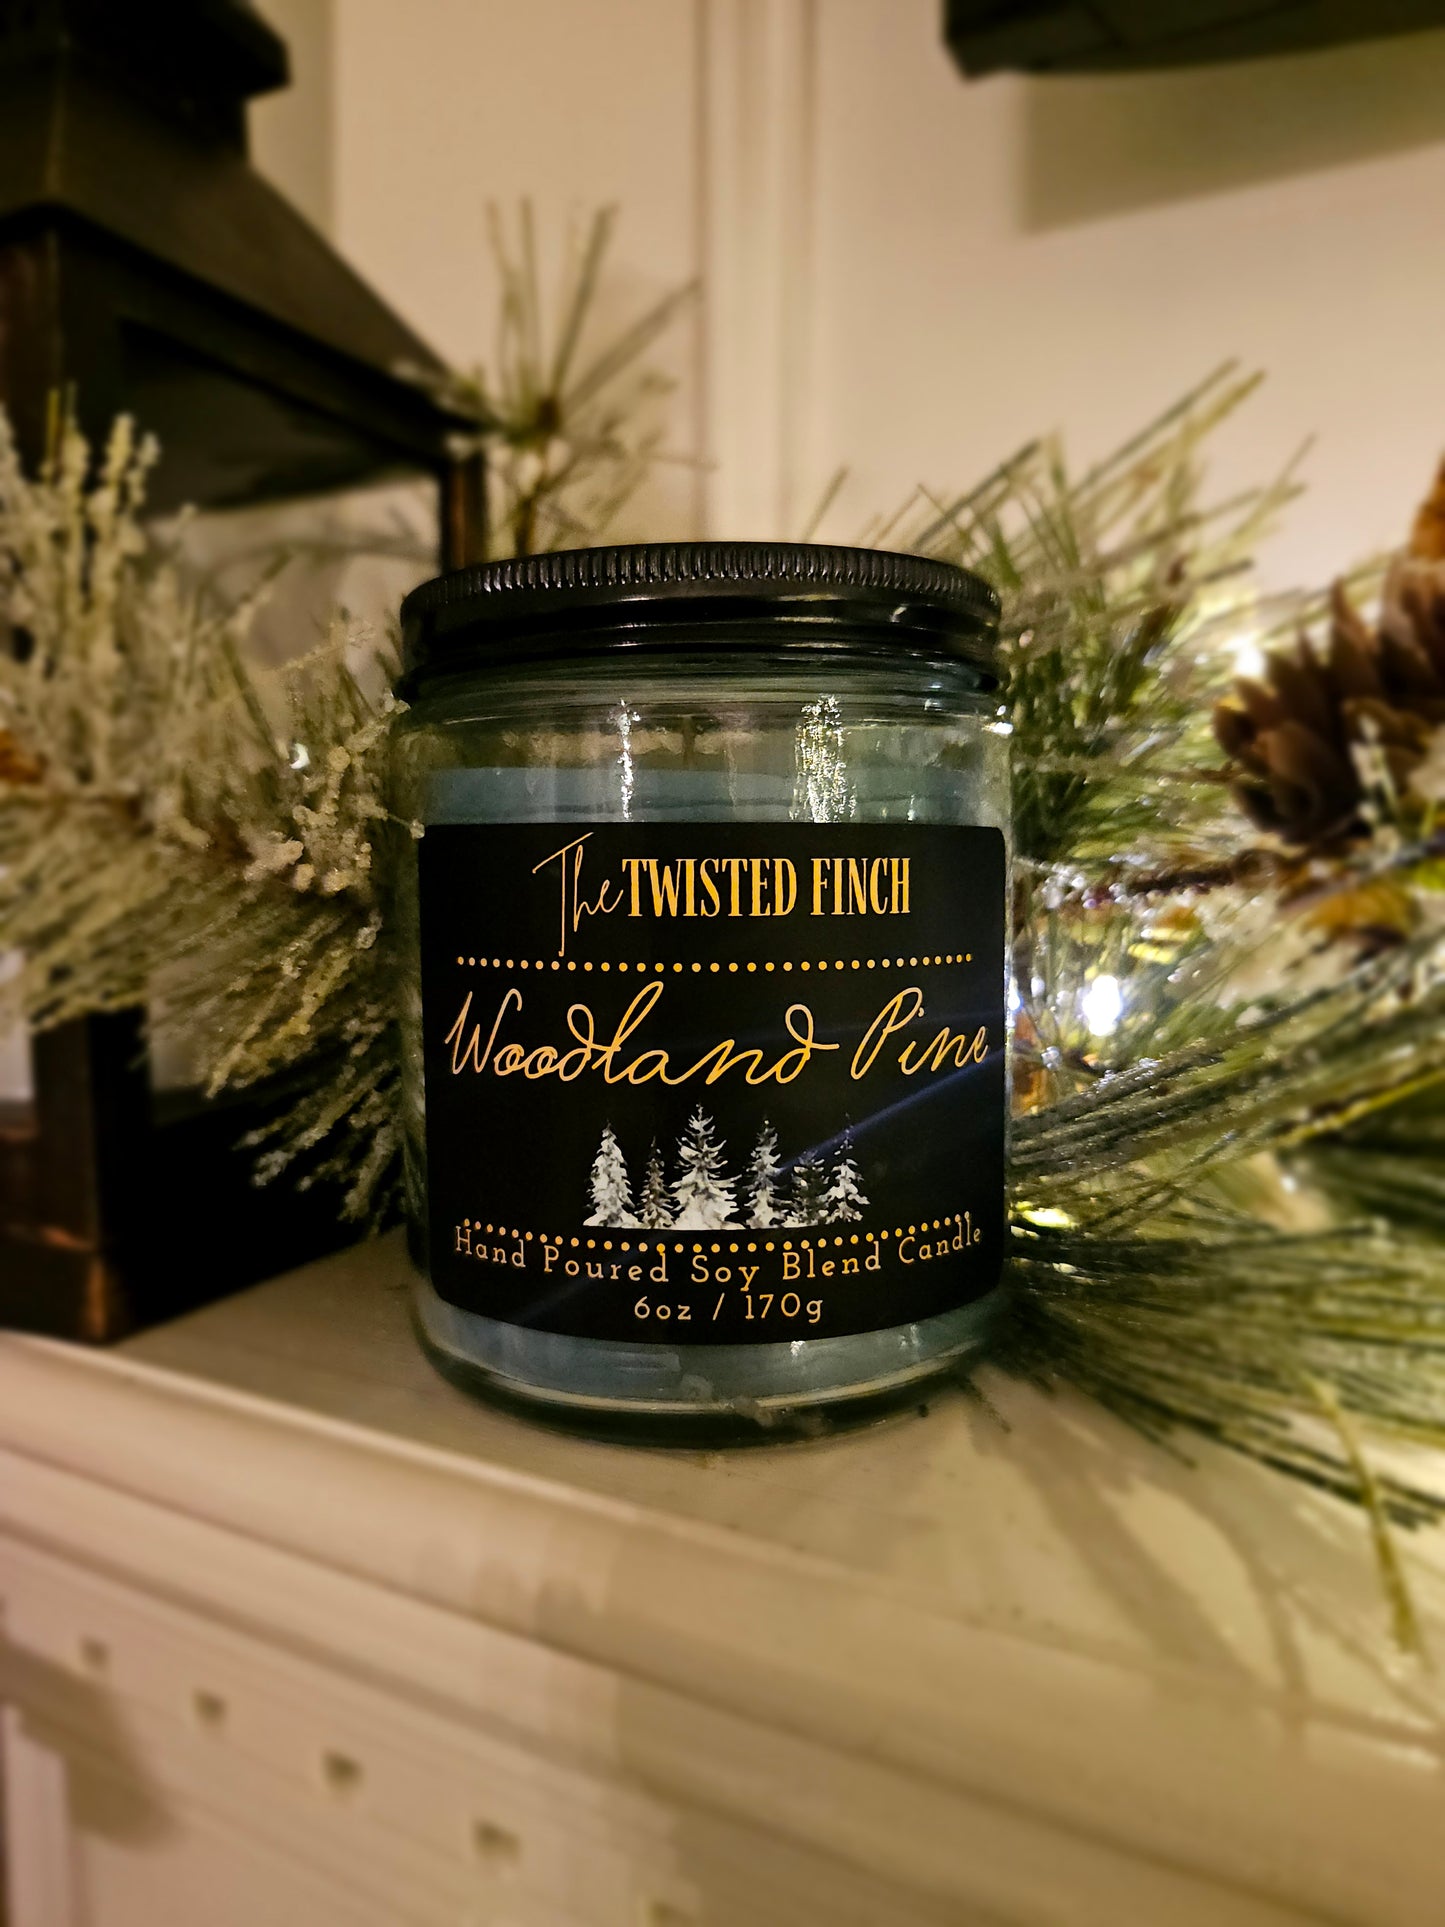 The TWISTED FINCH
Woodland Pine
Hand Poured Soy Blend Candle
6oz / 170g